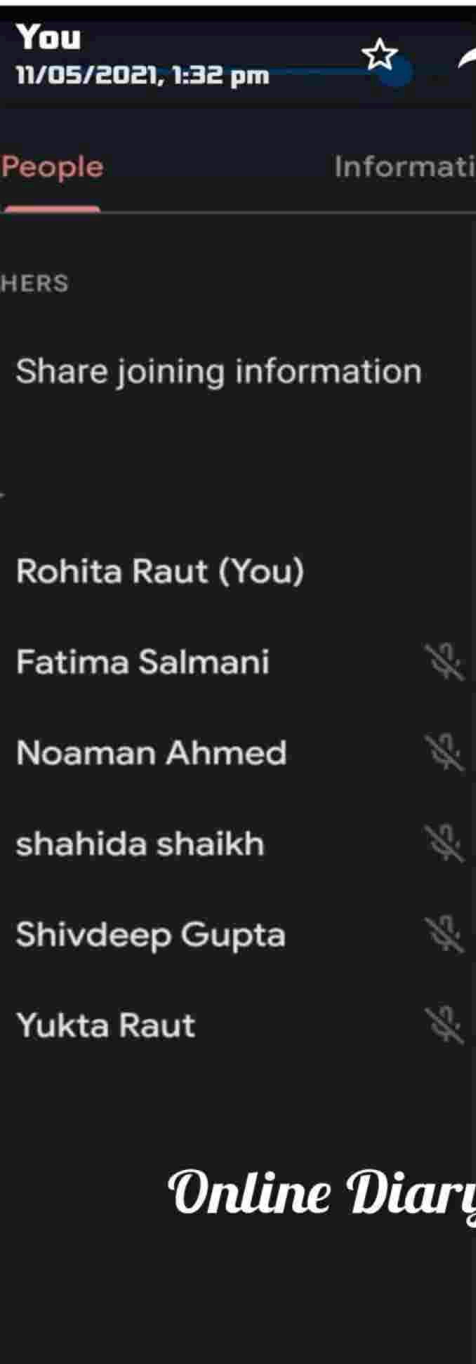 You
11/05/2021, 1:32 pm
People
Informati
HERS
Share joining information
Rohita Raut (You)
Fatima Salmani
Noaman Ahmed
shahida shaikh
Shivdeep Gupta
Yukta Raut
Online Diary